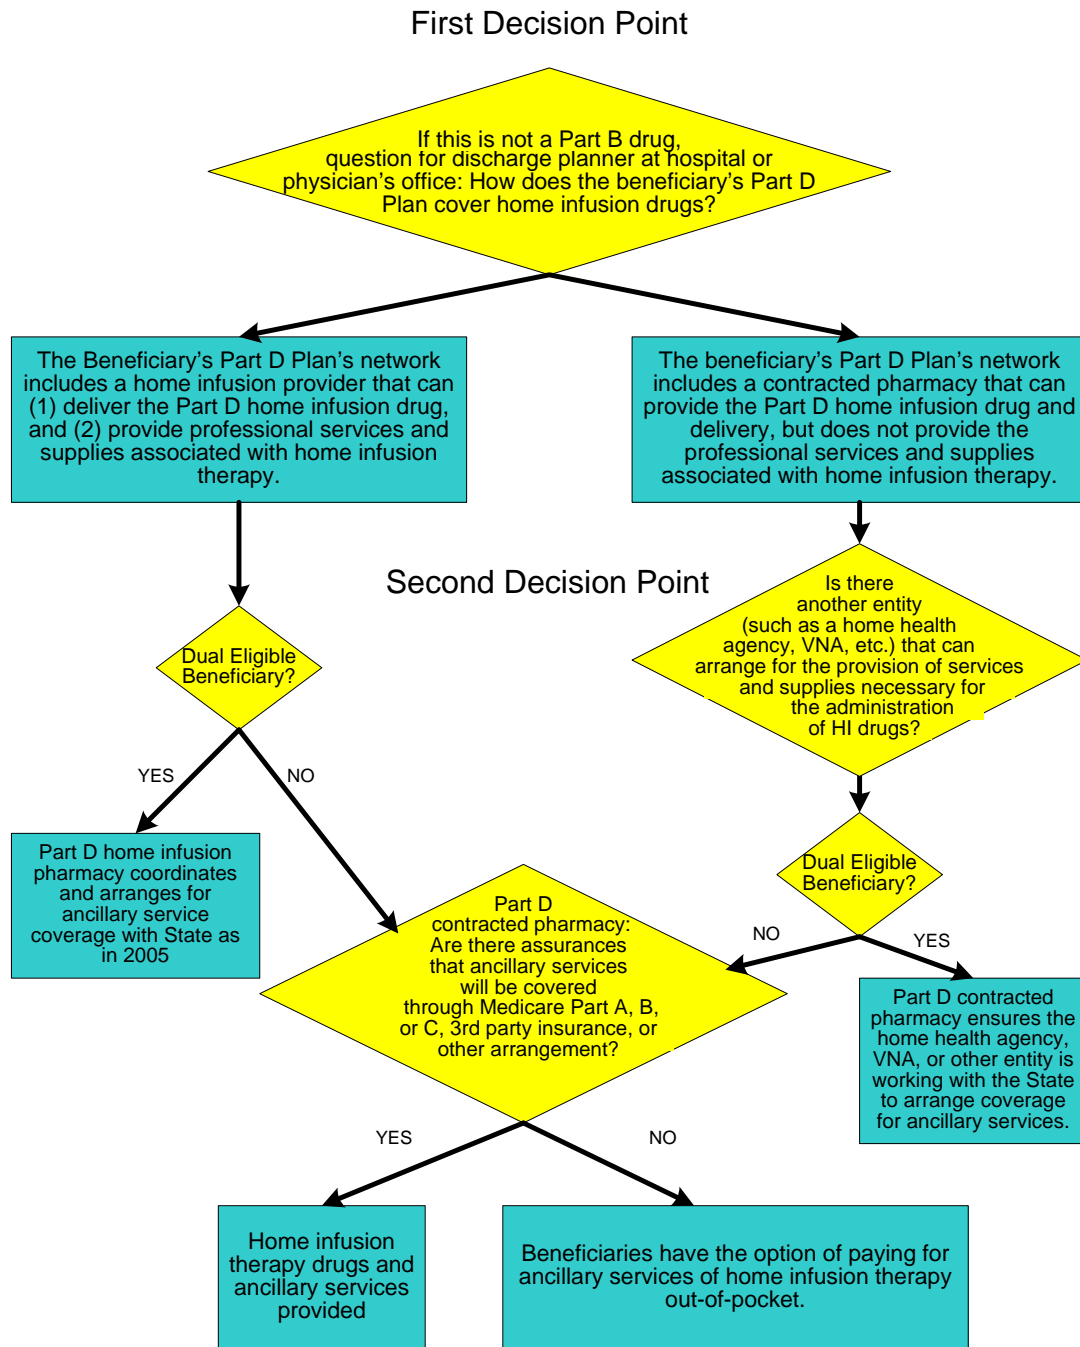 First Decision Point
If this is not a Part B drug,
question for discharge planner at hospital or
physician's office: How does the beneficiary's Part D
Plan cover home infusion drugs?
The Beneficiary's Part D Plan's network
includes a home infusion provider that can
(1) deliver the Part D home infusion drug,
and (2) provide professional services and
supplies associated with home infusion
therapy.
The beneficiary's Part D Plan's network
includes a contracted pharmacy that can
provide the Part D home infusion drug and
delivery, but does not provide the
professional services and supplies
associated with home infusion therapy.
Second Decision Point
Dual Eligible
Beneficiary?
Is there
another entity
(such as a home health
agency, VNA, etc.) that can
arrange for the provision of services
and supplies necessary for
the administration
of HI drugs?
YES
NO
Part D home infusion
pharmacy coordinates
and arranges for
ancillary service
coverage with State as
in 2005
Dual Eligible
Beneficiary?
Part D
contracted pharmacy:
Are there assurances
that ancillary services
will be covered
through Medicare Part A, B,
or C, 3rd party insurance, or
other arrangement?
NO
YES
Part D contracted
pharmacy ensures the
home health agency,
VNA, or other entity is
working with the State
to arrange coverage
for ancillary services.
YES
NO
Home infusion
therapy drugs and
ancillary services
provided
Beneficiaries have the option of paying for
ancillary services of home infusion therapy
out-of-pocket.